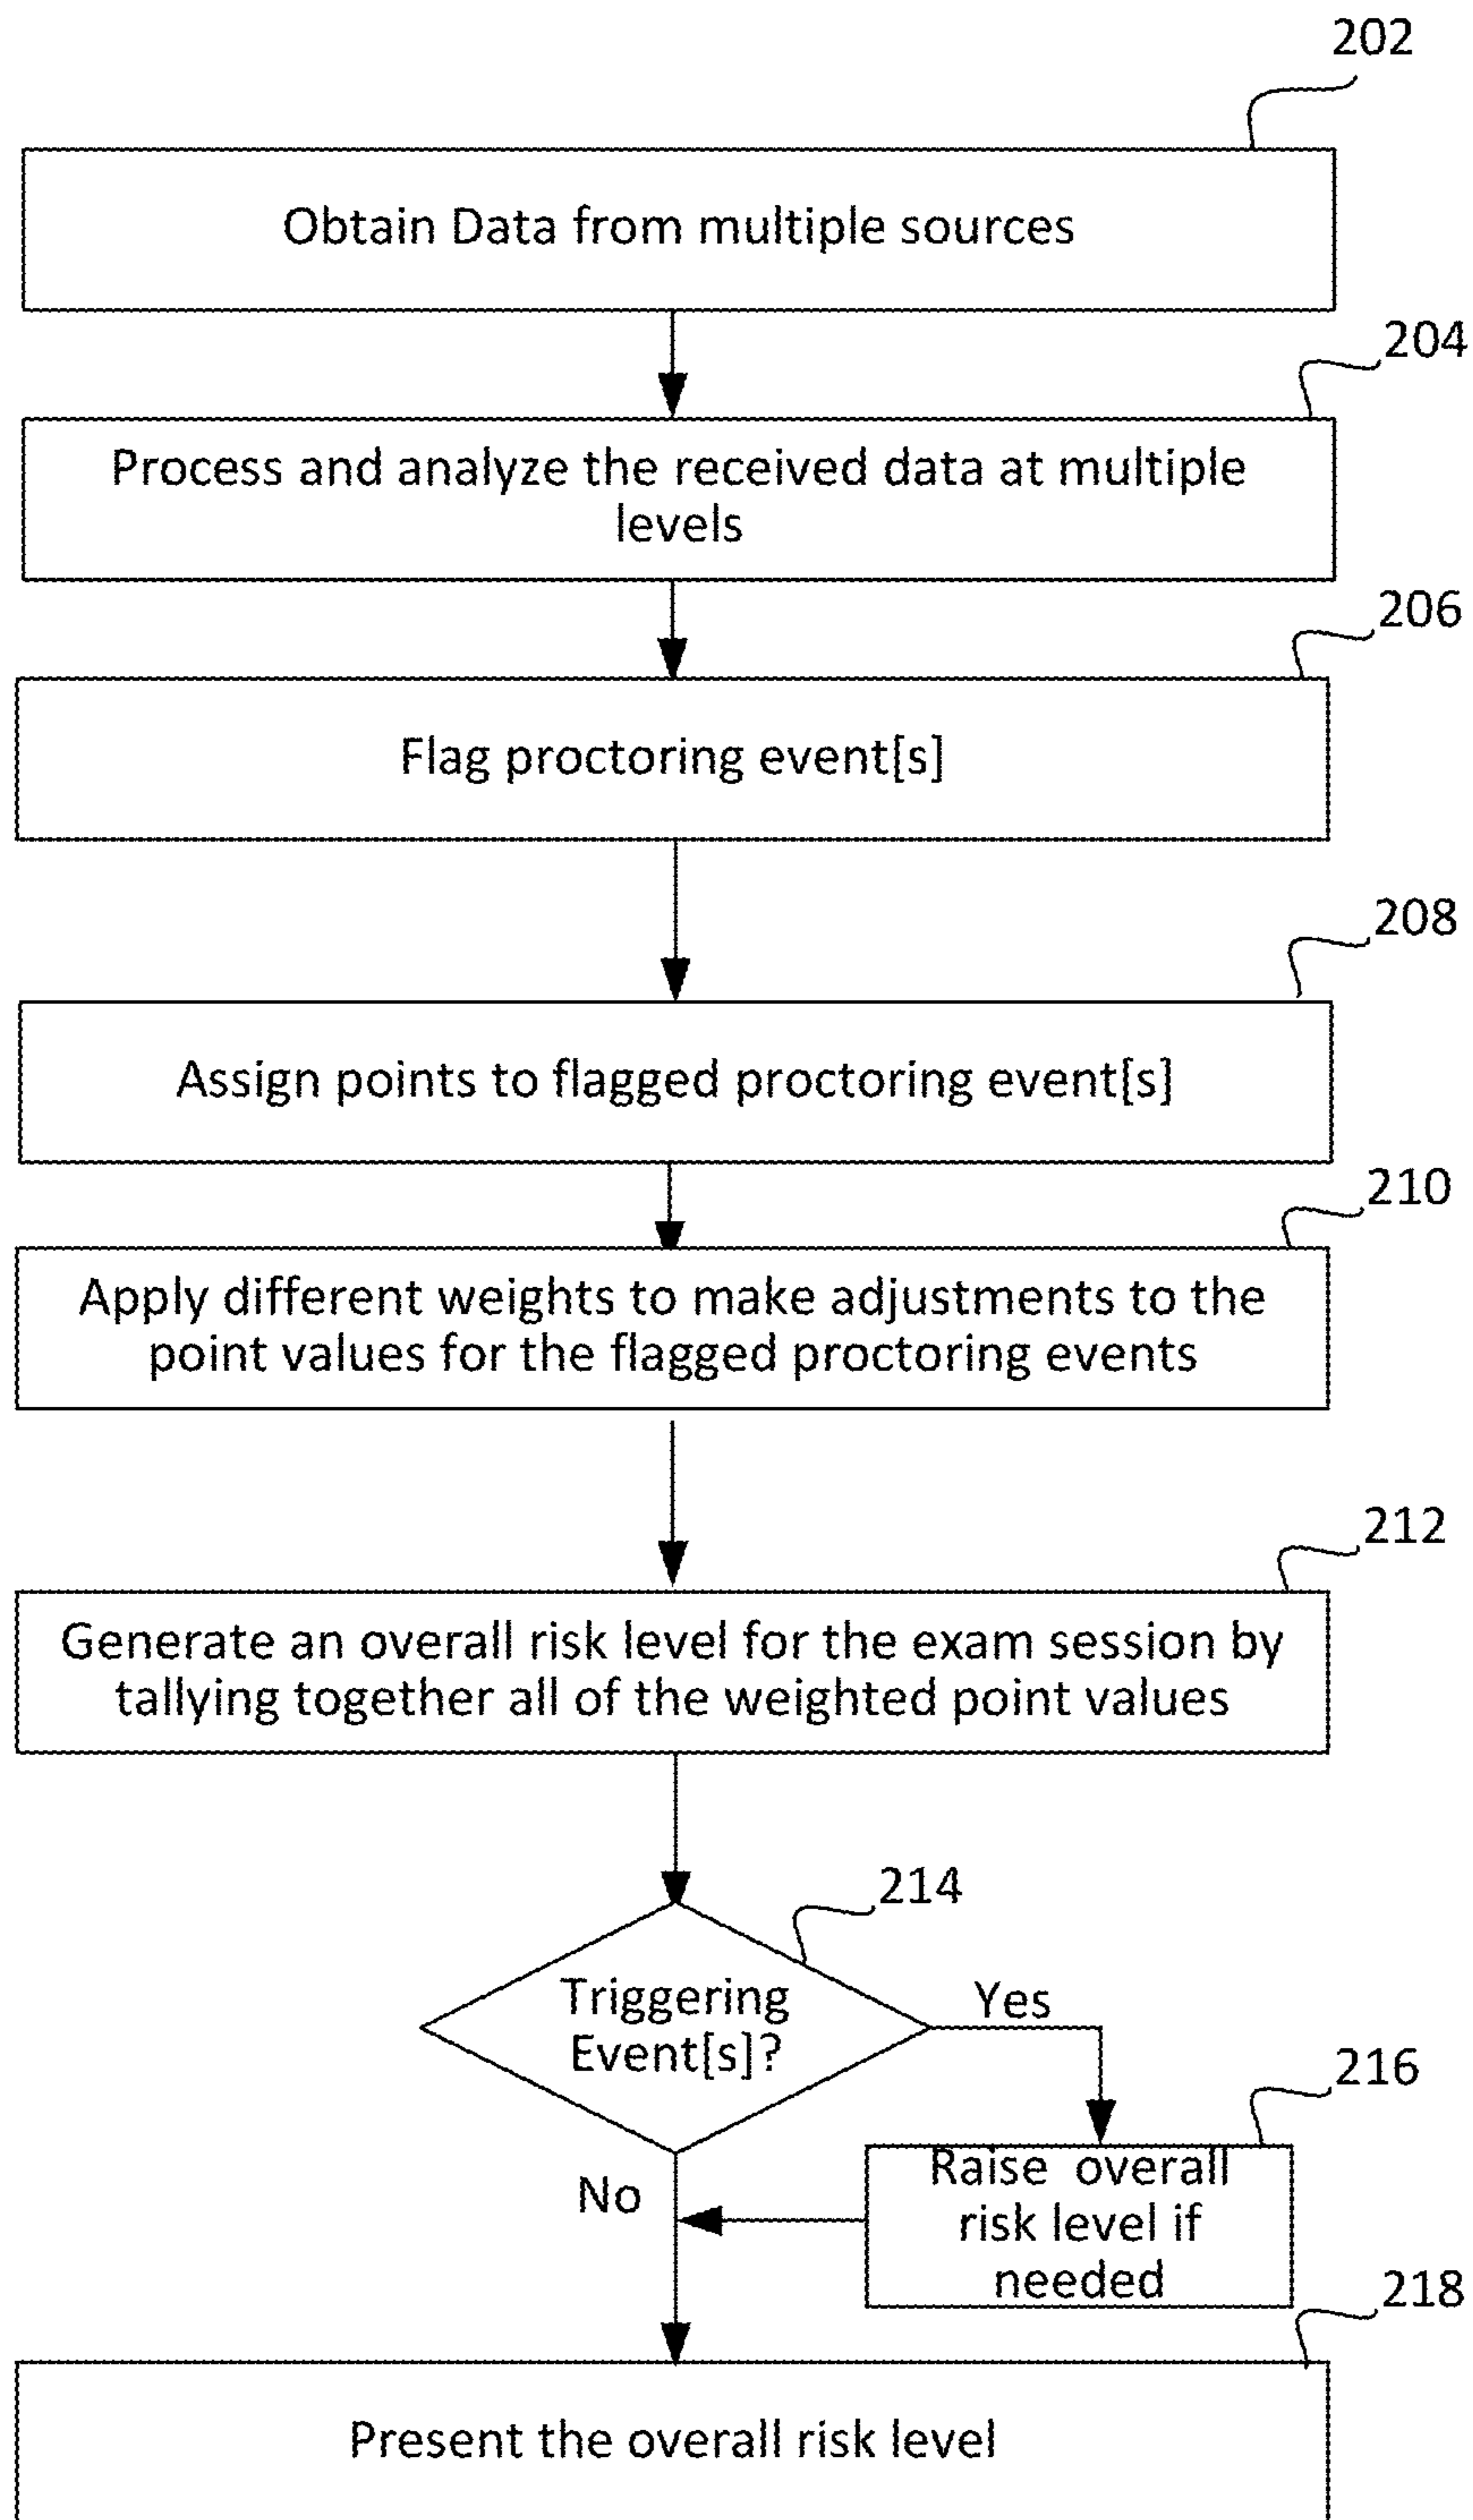 202
Obtain Data from multiple sources
204
Process and analyze the received data at multiple
levels
206
Flag proctoring event[s]
208
Assign points to flagged proctoring event[s]
210
Apply different weights to make adjustments to the
point values for the flagged proctoring events
212
Generate an overall risk level for the exam session by
tallying together all of the weighted point values
214
Triggering
Event[s]?
Yes
216
Raise overall
risk level if
needed
No
218
Present the overall risk level